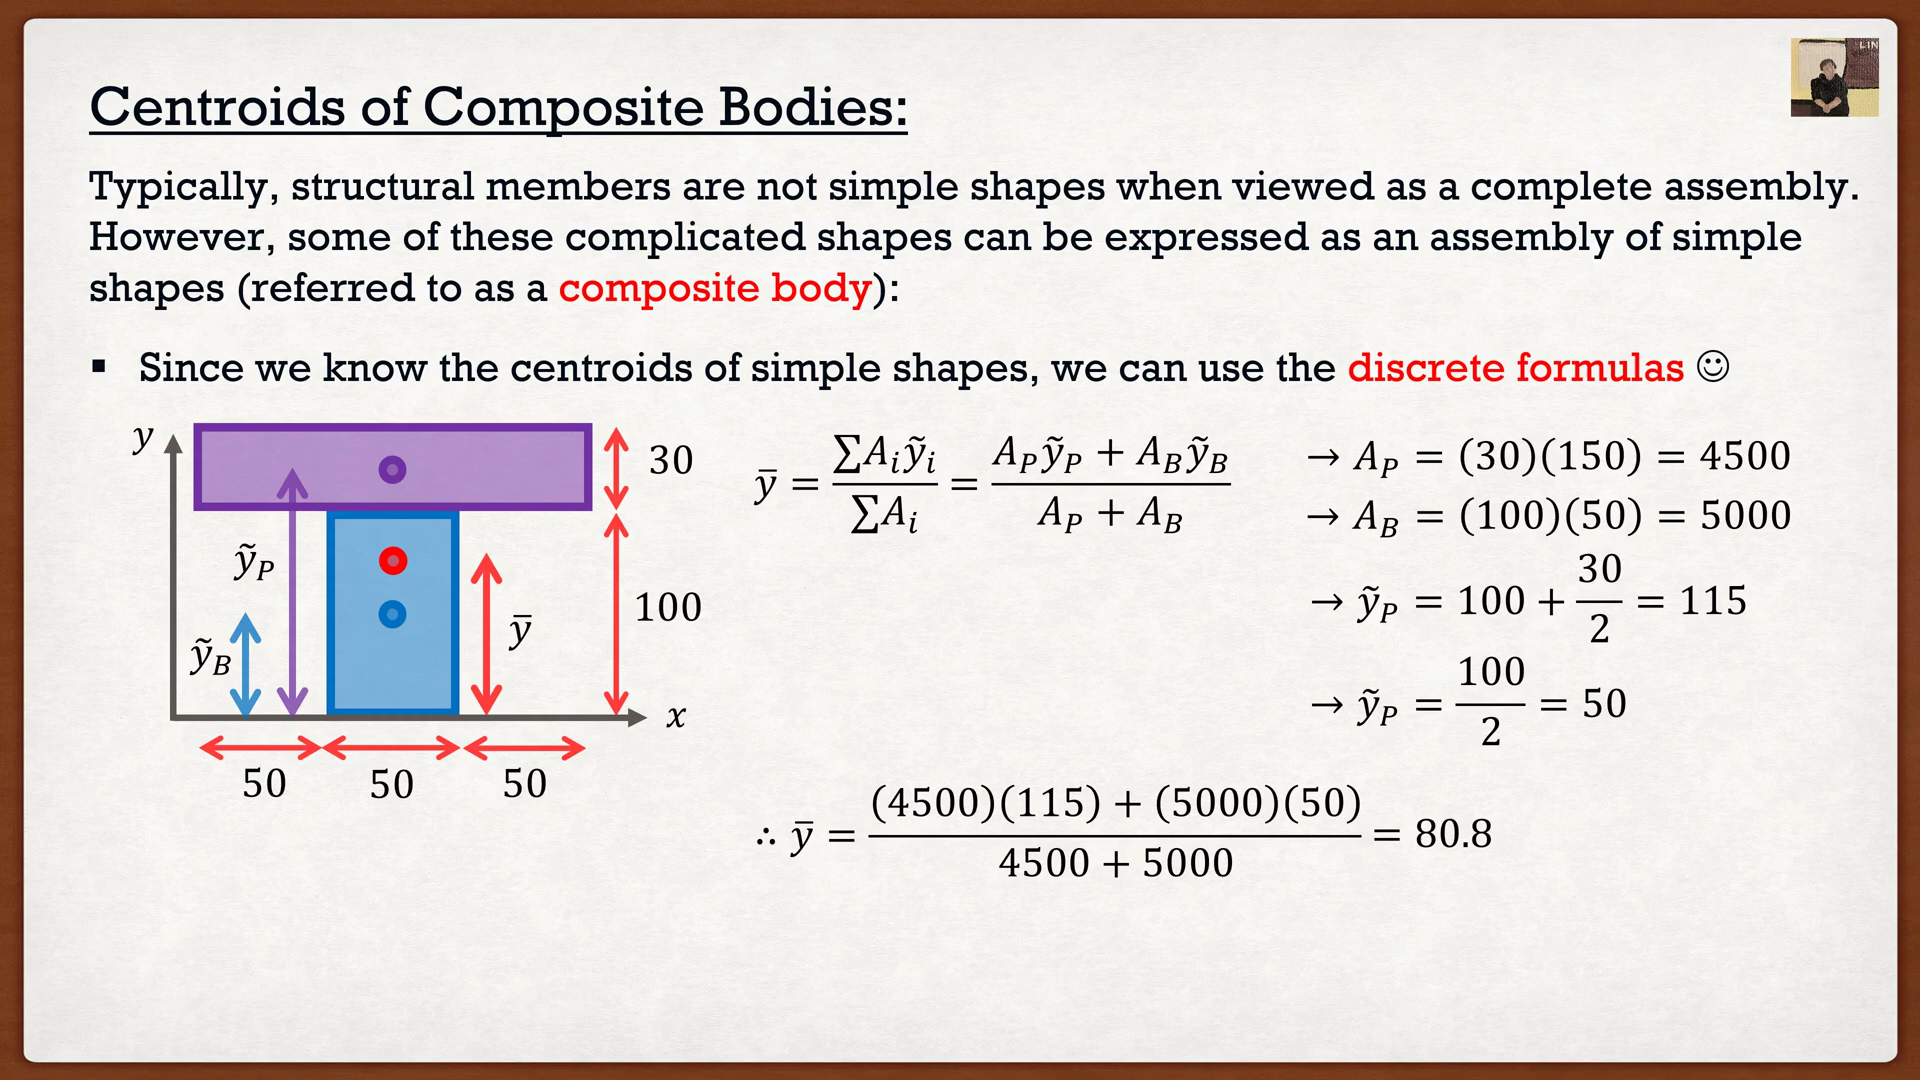 LIN
Centroids of Composite Bodies:
Typically, structural members are not simple shapes when viewed as a complete assembly.
However, some of these complicated shapes can be expressed as an assembly of simple
shapes (referred to as a composite body):
▪ Since we know the centroids of simple shapes, we can use the discrete formulas ☺
y
30
ỹ_P
ỹ_B
ȳ
100
x
50 50 50
ȳ = ∑A_i ỹ_i / ∑A_i = (A_P ỹ_P + A_B ỹ_B) / (A_P + A_B)
→ A_P = (30)(150) = 4500
→ A_B = (100)(50) = 5000
→ ỹ_P = 100 + 30/2 = 115
→ ỹ_P = 100/2 = 50
∴ ȳ = ((4500)(115) + (5000)(50)) / (4500 + 5000) = 80.8